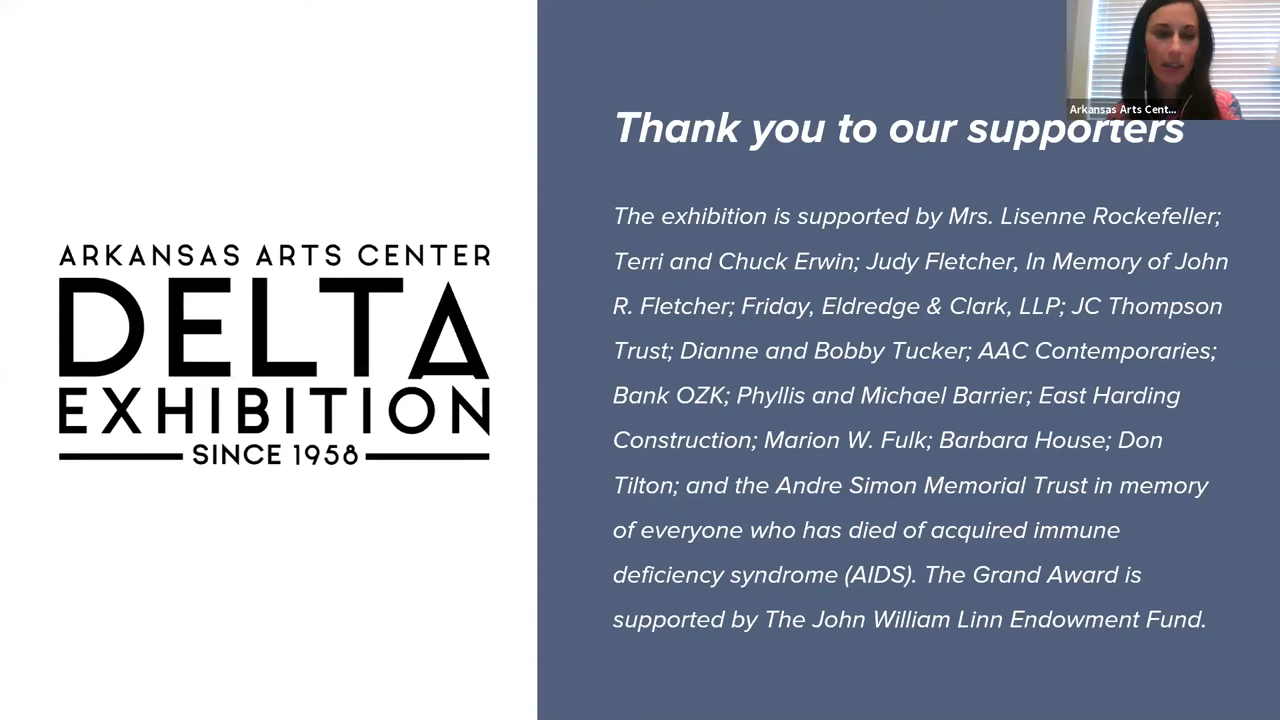 Arkansas Arts Cent...
Thank you to our supporters
The exhibition is supported by Mrs. Lisenne Rockefeller;
Terri and Chuck Erwin; Judy Fletcher, In Memory of John
R. Fletcher; Friday, Eldredge & Clark, LLP; JC Thompson
Trust; Dianne and Bobby Tucker; AAC Contemporaries;
Bank OZK; Phyllis and Michael Barrier; East Harding
Construction; Marion W. Fulk; Barbara House; Don
Tilton; and the Andre Simon Memorial Trust in memory
of everyone who has died of acquired immune
deficiency syndrome (AIDS). The Grand Award is
supported by The John William Linn Endowment Fund.
ARKANSAS ARTS CENTER
DELTA
EXHIBITION
SINCE 1958